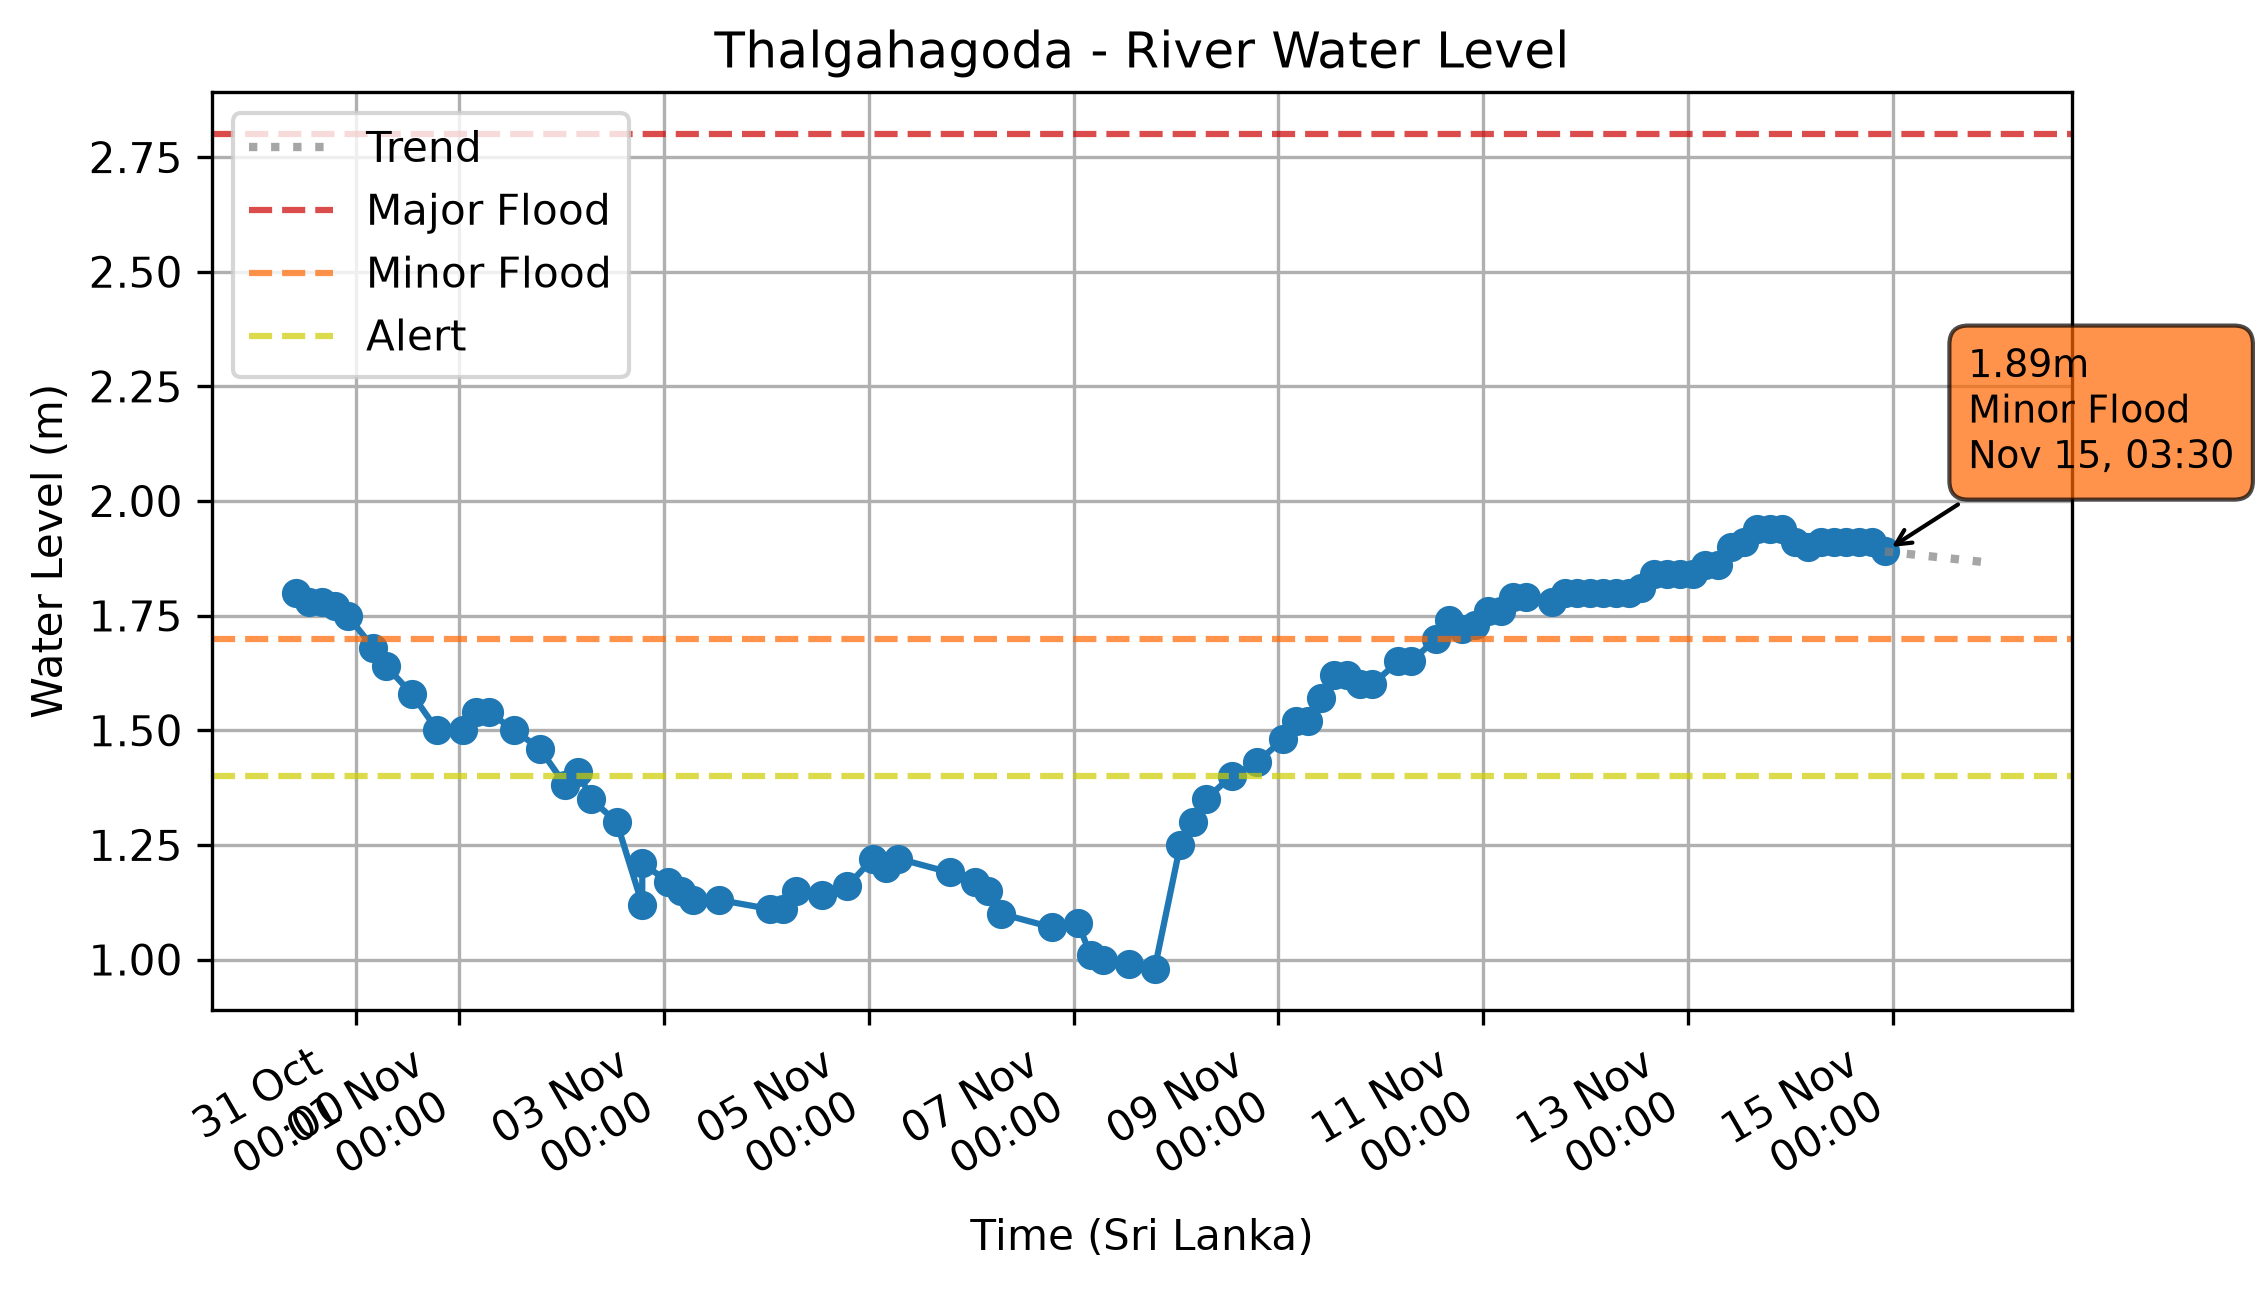 Thalgahagoda - River Water Level
Trend
Major Flood
Minor Flood
Alert
2.75
2.50
2.25
2.00
1.75
1.50
1.25
1.00
Water Level (m)
1.89m
Minor Flood
Nov 15, 03:30
31 Oct
00:00
01 Nov
00:00
03 Nov
00:00
05 Nov
00:00
07 Nov
00:00
09 Nov
00:00
11 Nov
00:00
13 Nov
00:00
15 Nov
00:00
Time (Sri Lanka)